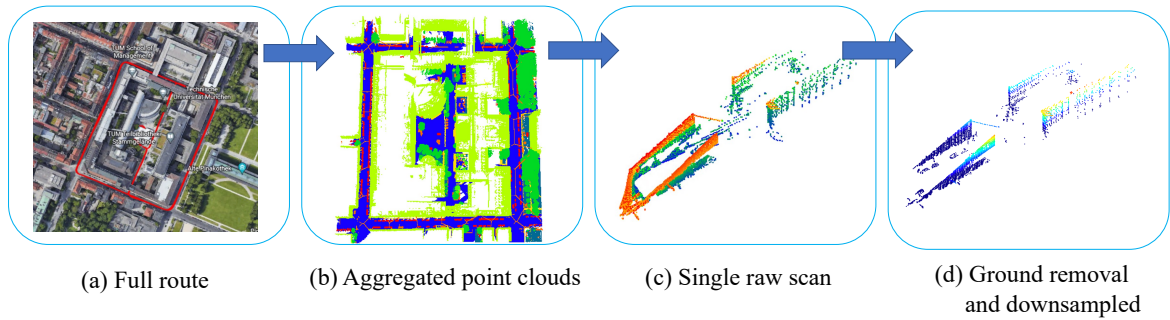 TUM School of
Management
Technische
Universität München
TUM Teilbibliothek
Stammgelände
Alte Pinakothek
(a) Full route
(b) Aggregated point clouds
(c) Single raw scan
(d) Ground removal
and downsampled